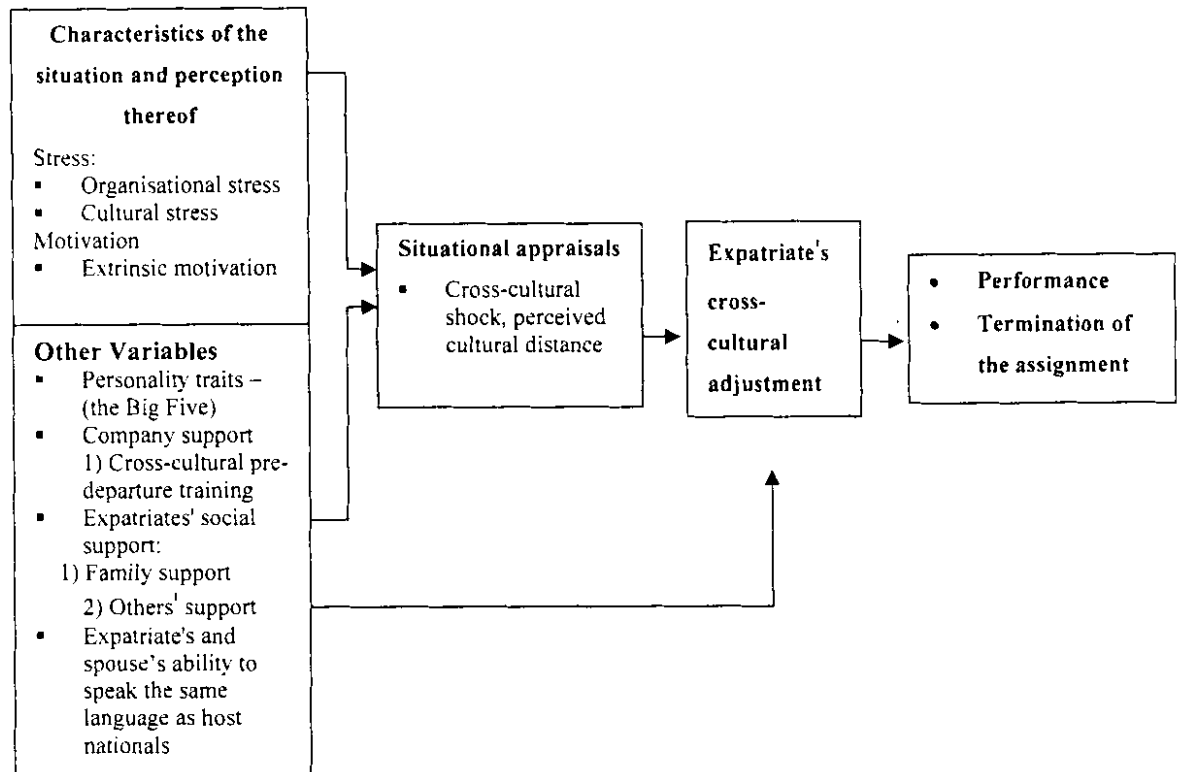 Characteristics of the
situation and perception
thereof
Stress:
▪ Organisational stress
▪ Cultural stress
Motivation
▪ Extrinsic motivation
Other Variables
▪ Personality traits –
(the Big Five)
▪ Company support
1) Cross-cultural pre-
departure training
▪ Expatriates' social
support:
1) Family support
2) Others' support
▪ Expatriate's and
spouse's ability to
speak the same
language as host
nationals
Situational appraisals
▪ Cross-cultural
shock, perceived
cultural distance
Expatriate's
cross-
cultural
adjustment
• Performance
• Termination of
the assignment